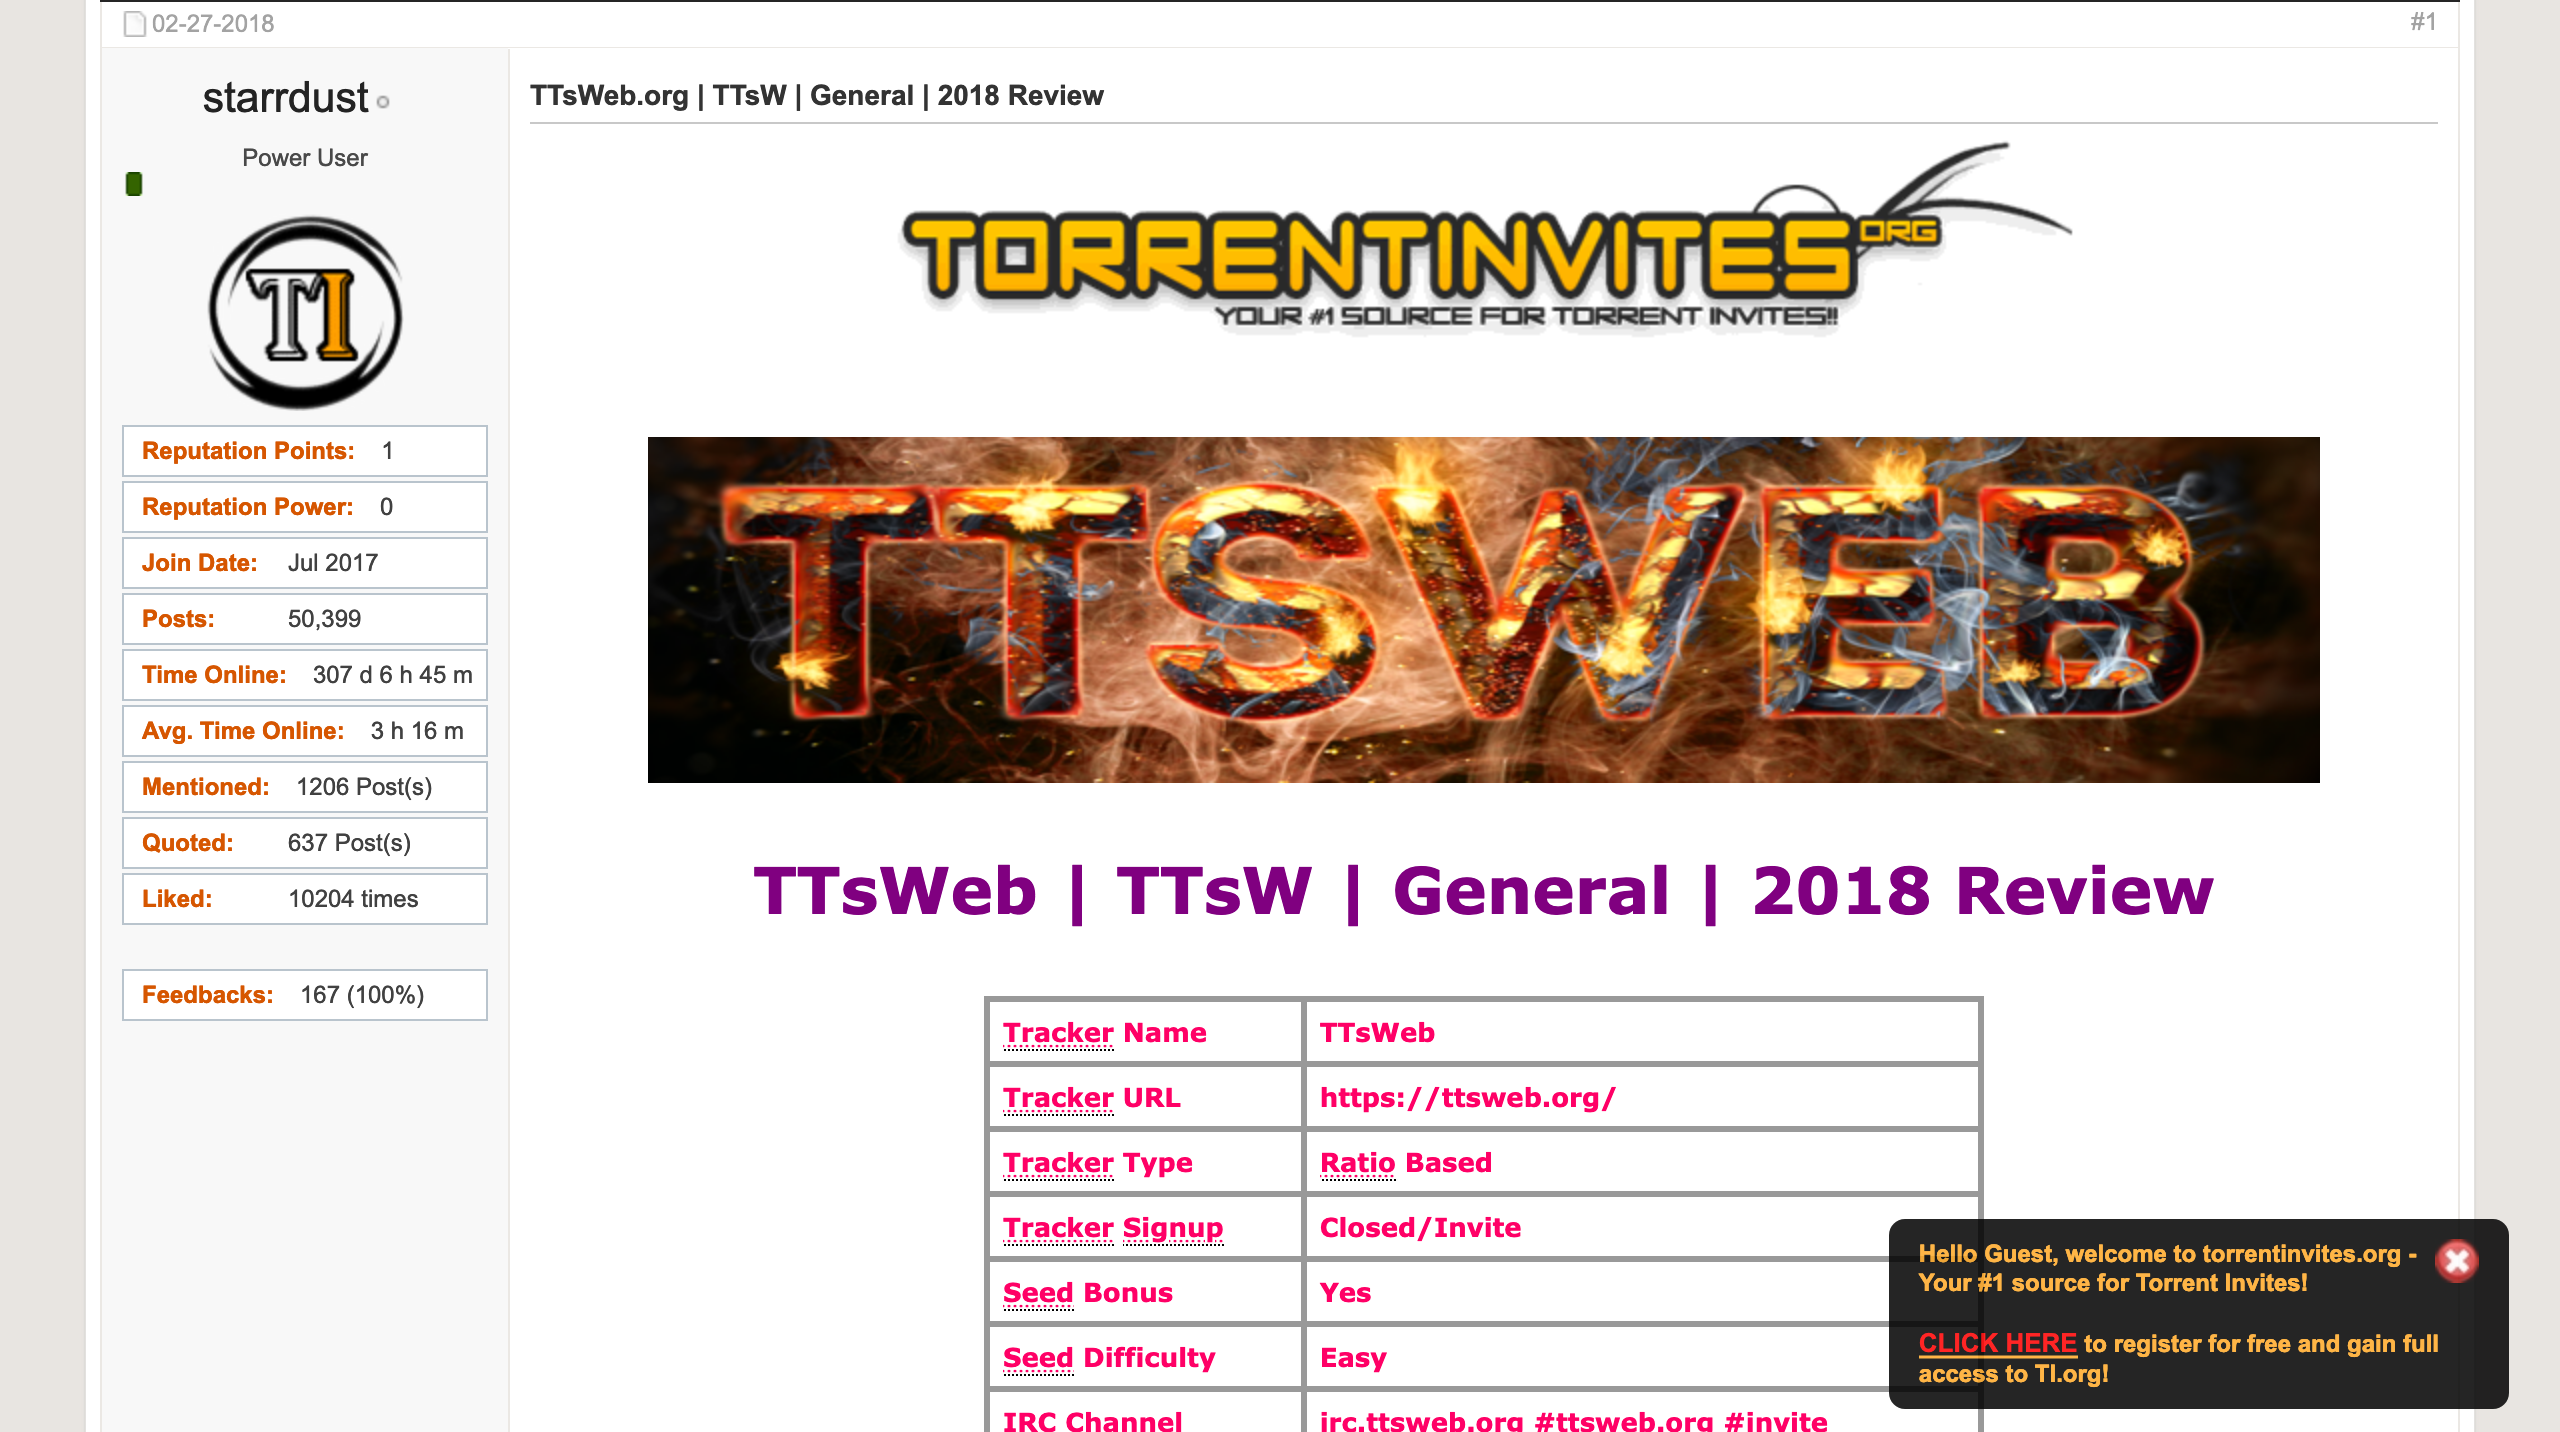 02-27-2018
#1
starrdust
Power User
TI
Reputation Points: 1
Reputation Power: 0
Join Date: Jul 2017
Posts: 50,399
Time Online: 307 d 6 h 45 m
Avg. Time Online: 3 h 16 m
Mentioned: 1206 Post(s)
Quoted: 637 Post(s)
Liked: 10204 times
Feedbacks: 167 (100%)
TTsWeb.org | TTsW | General | 2018 Review
TORRENTINVITES ORG
YOUR #1 SOURCE FOR TORRENT INVITES!!
TTSWEB
TTsWeb | TTsW | General | 2018 Review
Tracker Name TTsWeb
Tracker URL https://ttsweb.org/
Tracker Type Ratio Based
Tracker Signup Closed/Invite
Seed Bonus Yes
Seed Difficulty Easy
IRC Channel irc.ttsweb.org #ttsweb.org #invite
Hello Guest, welcome to torrentinvites.org -
Your #1 source for Torrent Invites!
CLICK HERE to register for free and gain full
access to TI.org!